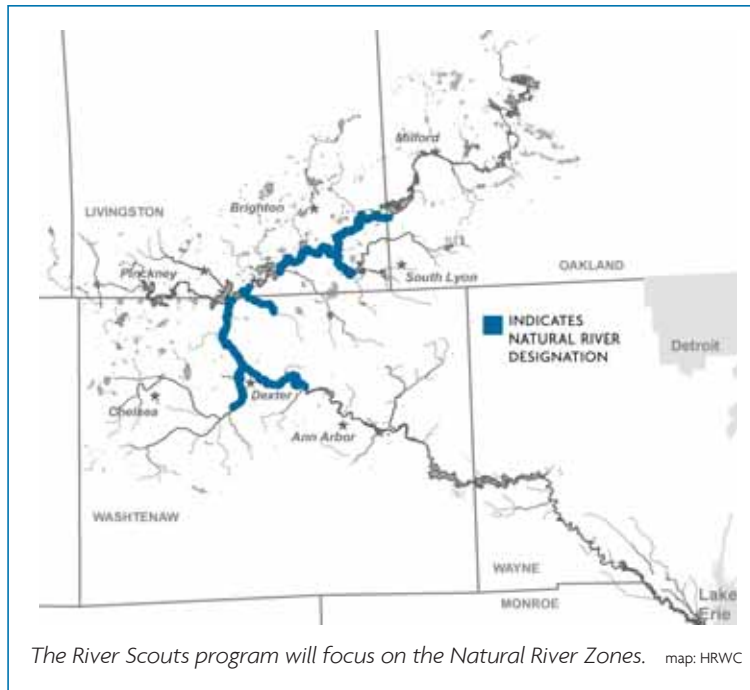 Milford
LIVINGSTON
Brighton
Pinckney
South Lyon
OAKLAND
INDICATES
NATURAL RIVER
DESIGNATION
Detroit
Dexter
Chelsea
Ann Arbor
WASHTENAW
WAYNE
MONROE
Lake
Erie
The River Scouts program will focus on the Natural River Zones. map: HRWC